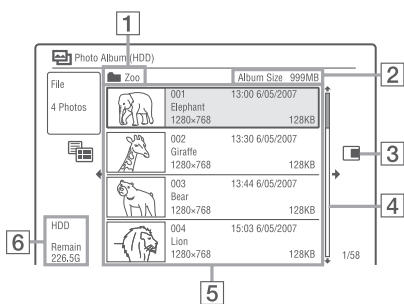 1
Photo Album (HDD)
Zoo
Album Size 999MB
2
File
4 Photos
001 13:00 6/05/2007
Elephant
1280×768 128KB
002 13:30 6/05/2007
Giraffe
1280×768 128KB
3
003 13:44 6/05/2007
Bear
1280×768 128KB
4
004 15:03 6/05/2007
Lion
1280×768 128KB
HDD
Remain
226.5G
6
1/58
5